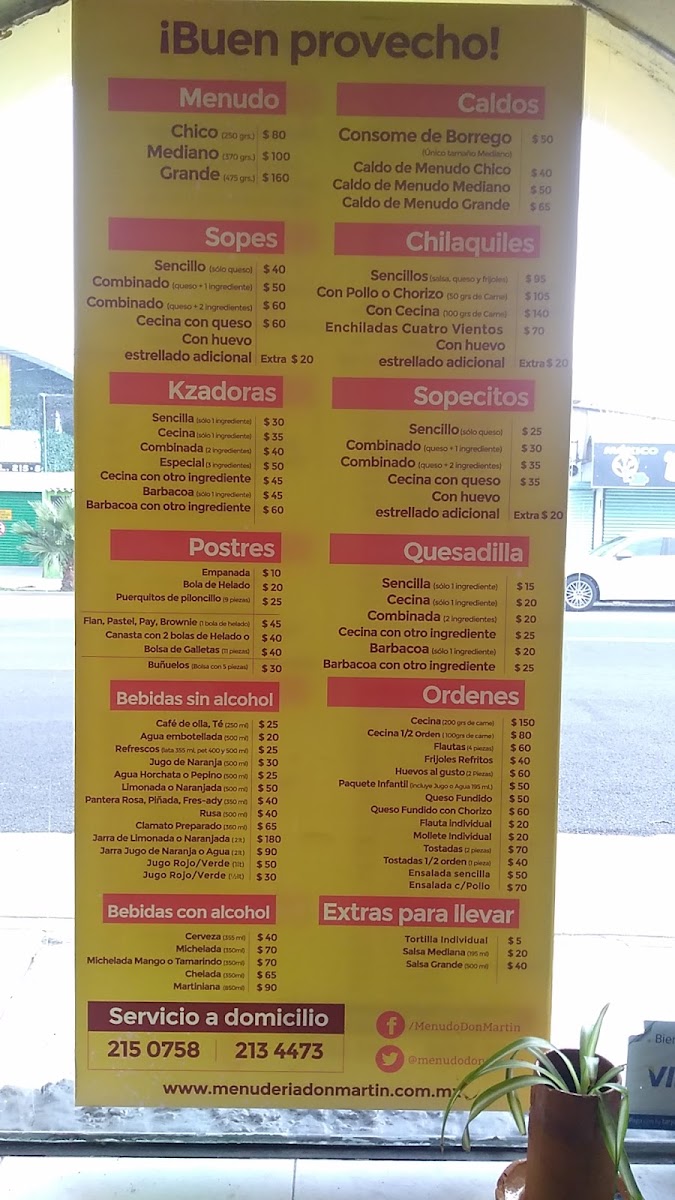 ¡Buen provecho!
Menudo
Chico (250 grs.) $ 80
Mediano (370 grs.) $ 100
Grande (475 grs.) $ 160
Caldos
Consome de Borrego $ 50
(Único tamaño Mediano)
Caldo de Menudo Chico $ 40
Caldo de Menudo Mediano $ 50
Caldo de Menudo Grande $ 65
Sopes
Sencillo (sólo queso) $ 40
Combinado (queso + 1 ingrediente) $ 50
Combinado (queso + 2 ingredientes) $ 60
Cecina con queso $ 60
Con huevo
estrellado adicional Extra $ 20
Chilaquiles
Sencillos (salsa, queso y frijoles) $ 95
Con Pollo o Chorizo (50 grs de Carne) $ 105
Con Cecina (100 grs de Carne) $ 140
Enchiladas Cuatro Vientos $ 70
Con huevo
estrellado adicional Extra $ 20
Kzadoras
Sencilla (sólo 1 ingrediente) $ 30
Cecina (sólo 1 ingrediente) $ 35
Combinada (2 ingredientes) $ 40
Especial (3 ingredientes) $ 50
Cecina con otro ingrediente $ 45
Barbacoa (sólo 1 ingrediente) $ 45
Barbacoa con otro ingrediente $ 60
Sopecitos
Sencillo (sólo queso) $ 25
Combinado (queso + 1 ingrediente) $ 30
Combinado (queso + 2 ingredientes) $ 35
Cecina con queso $ 35
Con huevo
estrellado adicional Extra $ 20
Postres
Empanada $ 10
Bola de Helado $ 20
Puerquitos de piloncillo (9 piezas) $ 25
Flan, Pastel, Pay, Brownie (1 bola de helado) $ 45
Canasta con 2 bolas de Helado o $ 40
Bolsa de Galletas (11 piezas) $ 40
Buñuelos (Bolsa con 5 piezas) $ 30
Quesadilla
Sencilla (sólo 1 ingrediente) $ 15
Cecina (sólo 1 ingrediente) $ 20
Combinada (2 ingredientes) $ 20
Cecina con otro ingrediente $ 25
Barbacoa (sólo 1 ingrediente) $ 20
Barbacoa con otro ingrediente $ 25
Bebidas sin alcohol
Café de olla, Té (250 ml) $ 25
Agua embotellada (500 ml) $ 20
Refrescos (lata 355 ml, pet 400 y 500 ml) $ 25
Jugo de Naranja (500 ml) $ 30
Agua Horchata o Pepino (500 ml) $ 25
Limonada o Naranjada (500 ml) $ 50
Pantera Rosa, Piñada, Fres-ady (350 ml) $ 40
Rusa (500 ml) $ 40
Clamato Preparado (360 ml) $ 65
Jarra de Limonada o Naranjada (2 lt.) $ 180
Jarra Jugo de Naranja o Agua (2 lt.) $ 90
Jugo Rojo/Verde (1lt) $ 50
Jugo Rojo/Verde (½lt) $ 30
Ordenes
Cecina (200 grs de carne) $ 150
Cecina 1/2 orden (100grs de carne) $ 80
Flautas (4 piezas) $ 60
Frijoles Refritos $ 40
Huevos al gusto (2 Piezas) $ 60
Paquete Infantil (incluye Jugo o Agua 195 ml.) $ 50
Queso Fundido $ 50
Queso Fundido con Chorizo $ 60
Flauta individual $ 20
Mollete Individual $ 20
Tostadas (2 piezas) $ 70
Tostadas 1/2 orden (1 pieza) $ 40
Ensalada sencilla $ 50
Ensalada c/Pollo $ 70
Bebidas con alcohol
Cerveza (355 ml) $ 40
Michelada (350ml) $ 70
Michelada Mango o Tamarindo (350ml) $ 70
Chelada (350ml) $ 65
Martiniana (950ml) $ 90
Extras para llevar
Tortilla Individual $ 5
Salsa Mediana (195 ml) $ 20
Salsa Grande (500 ml) $ 40
Servicio a domicilio
215 0758 | 213 4473
/MenudoDonMartin
@menudodon
www.menuderiadonmartin.com.mx
Bien
VI